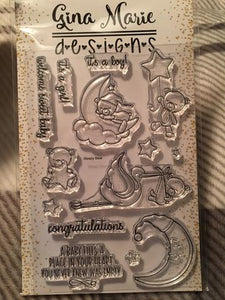 Gina Marie
designs
it's a boy!
it's a girl
welcome sweet baby
congratulations
A BABY FILLS A
PLACE IN YOUR HEART
YOU NEVER KNEW WAS EMPTY